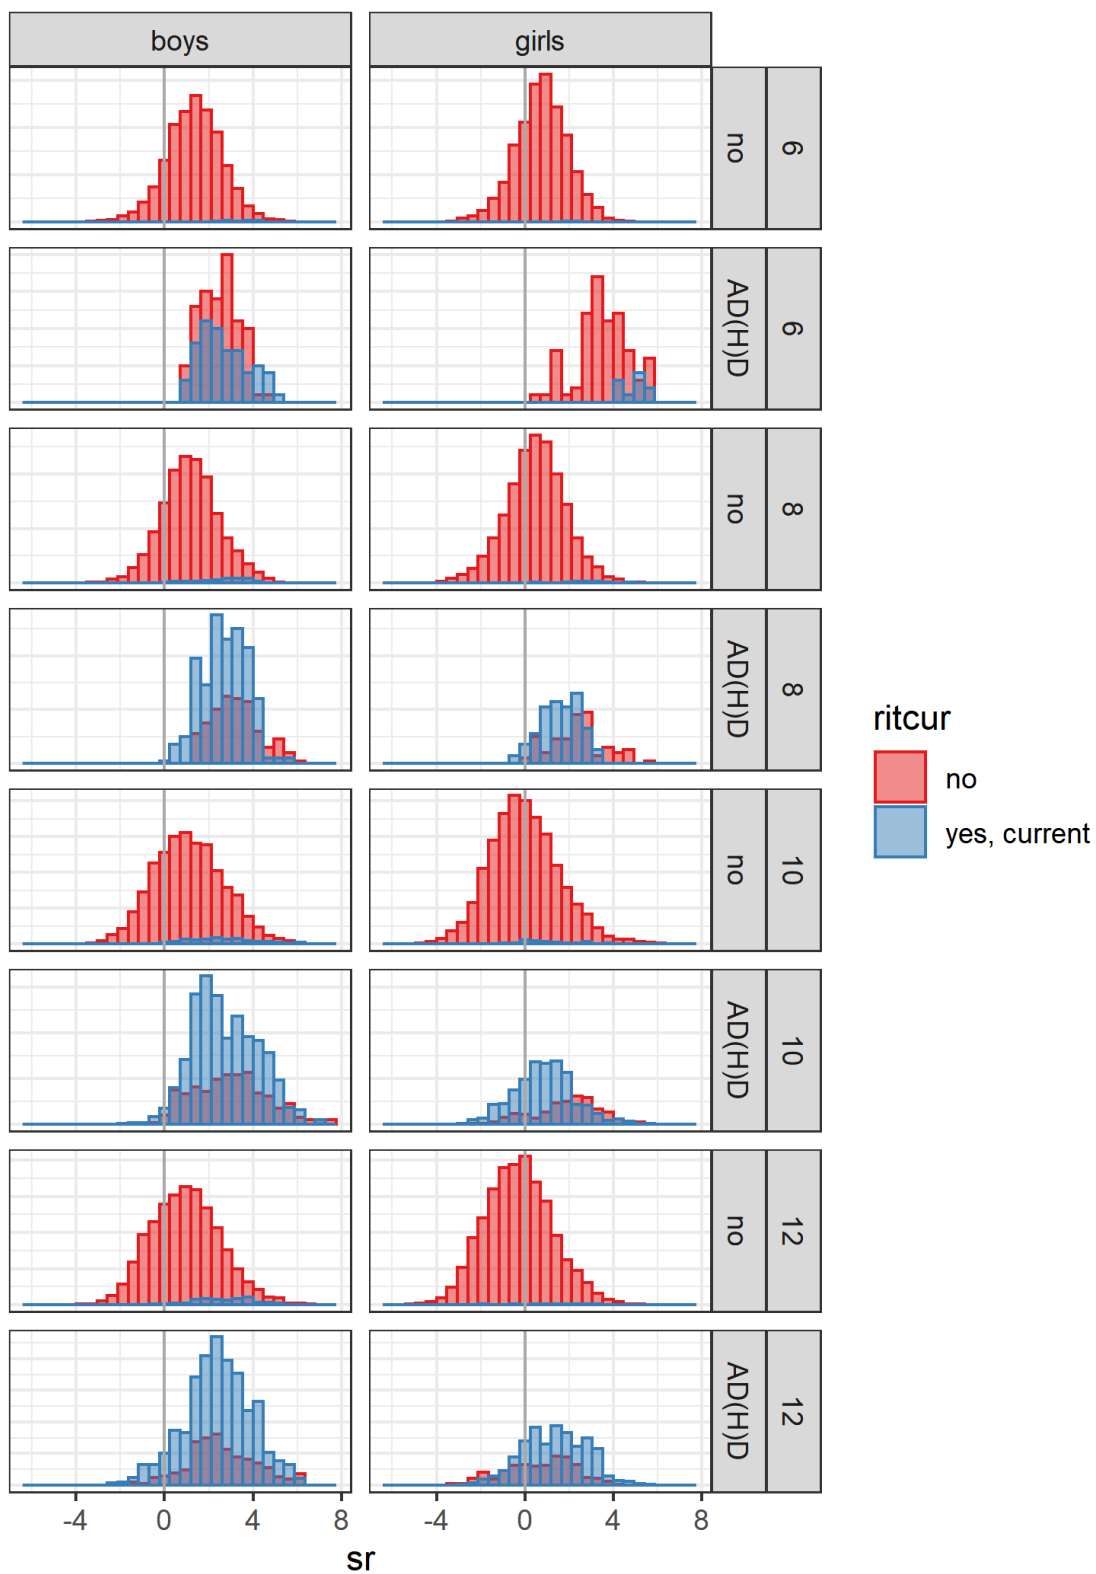 boys girls
no 6
AD(H)D 6
no 8
AD(H)D 8
ritcur
no
yes, current
no 10
AD(H)D 10
no 12
AD(H)D 12
-4 0 4 8 -4 0 4 8
sr